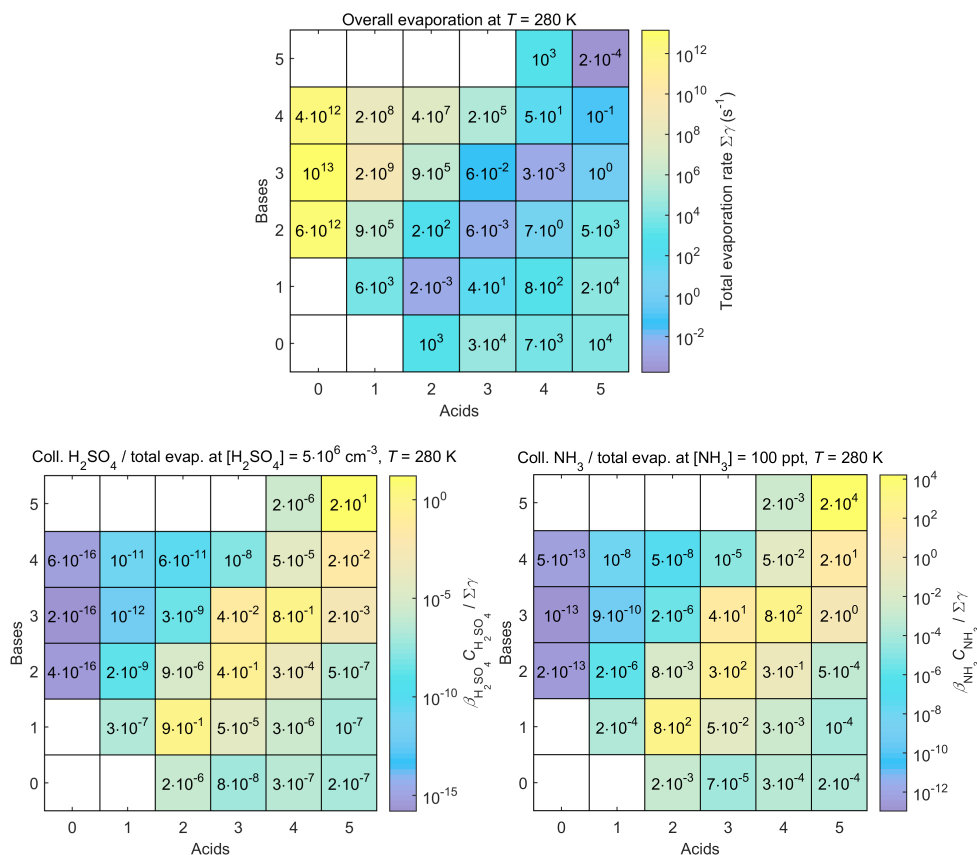 Overall evaporation at T = 280 K
5 10^3 2·10^-4
4 4·10^12 2·10^8 4·10^7 2·10^5 5·10^1 10^-1
3 10^13 2·10^9 9·10^5 6·10^-2 3·10^-3 10^0
2 6·10^12 9·10^5 2·10^2 6·10^-3 7·10^0 5·10^3
1 6·10^3 2·10^-3 4·10^1 8·10^2 2·10^4
0 10^3 3·10^4 7·10^3 10^4
0 1 2 3 4 5
Acids
Bases
10^12
10^10
10^8
10^6
10^4
10^2
10^0
10^-2
Total evaporation rate Σγ (s^-1)
Coll. H_2SO_4 / total evap. at [H_2SO_4] = 5·10^6 cm^-3, T = 280 K
5 2·10^-6 2·10^1
4 6·10^-16 10^-11 6·10^-11 10^-8 5·10^-5 2·10^-2
3 2·10^-16 10^-12 3·10^-9 4·10^-2 8·10^-1 2·10^-3
2 4·10^-16 2·10^-9 9·10^-6 4·10^-1 3·10^-4 5·10^-7
1 3·10^-7 9·10^-1 5·10^-5 3·10^-6 10^-7
0 2·10^-6 8·10^-8 3·10^-7 2·10^-7
0 1 2 3 4 5
Acids
Bases
10^0
10^-5
10^-10
10^-15
β_H_2SO_4 C_H_2SO_4 / Σγ
Coll. NH_3 / total evap. at [NH_3] = 100 ppt, T = 280 K
5 2·10^-3 2·10^4
4 5·10^-13 10^-8 5·10^-8 10^-5 5·10^-2 2·10^1
3 10^-13 9·10^-10 2·10^-6 4·10^1 8·10^2 2·10^0
2 2·10^-13 2·10^-6 8·10^-3 3·10^2 3·10^-1 5·10^-4
1 2·10^-4 8·10^2 5·10^-2 3·10^-3 10^-4
0 2·10^-3 7·10^-5 3·10^-4 2·10^-4
0 1 2 3 4 5
Acids
Bases
10^4
10^2
10^0
10^-2
10^-4
10^-6
10^-8
10^-10
10^-12
β_NH_3 C_NH_3 / Σγ